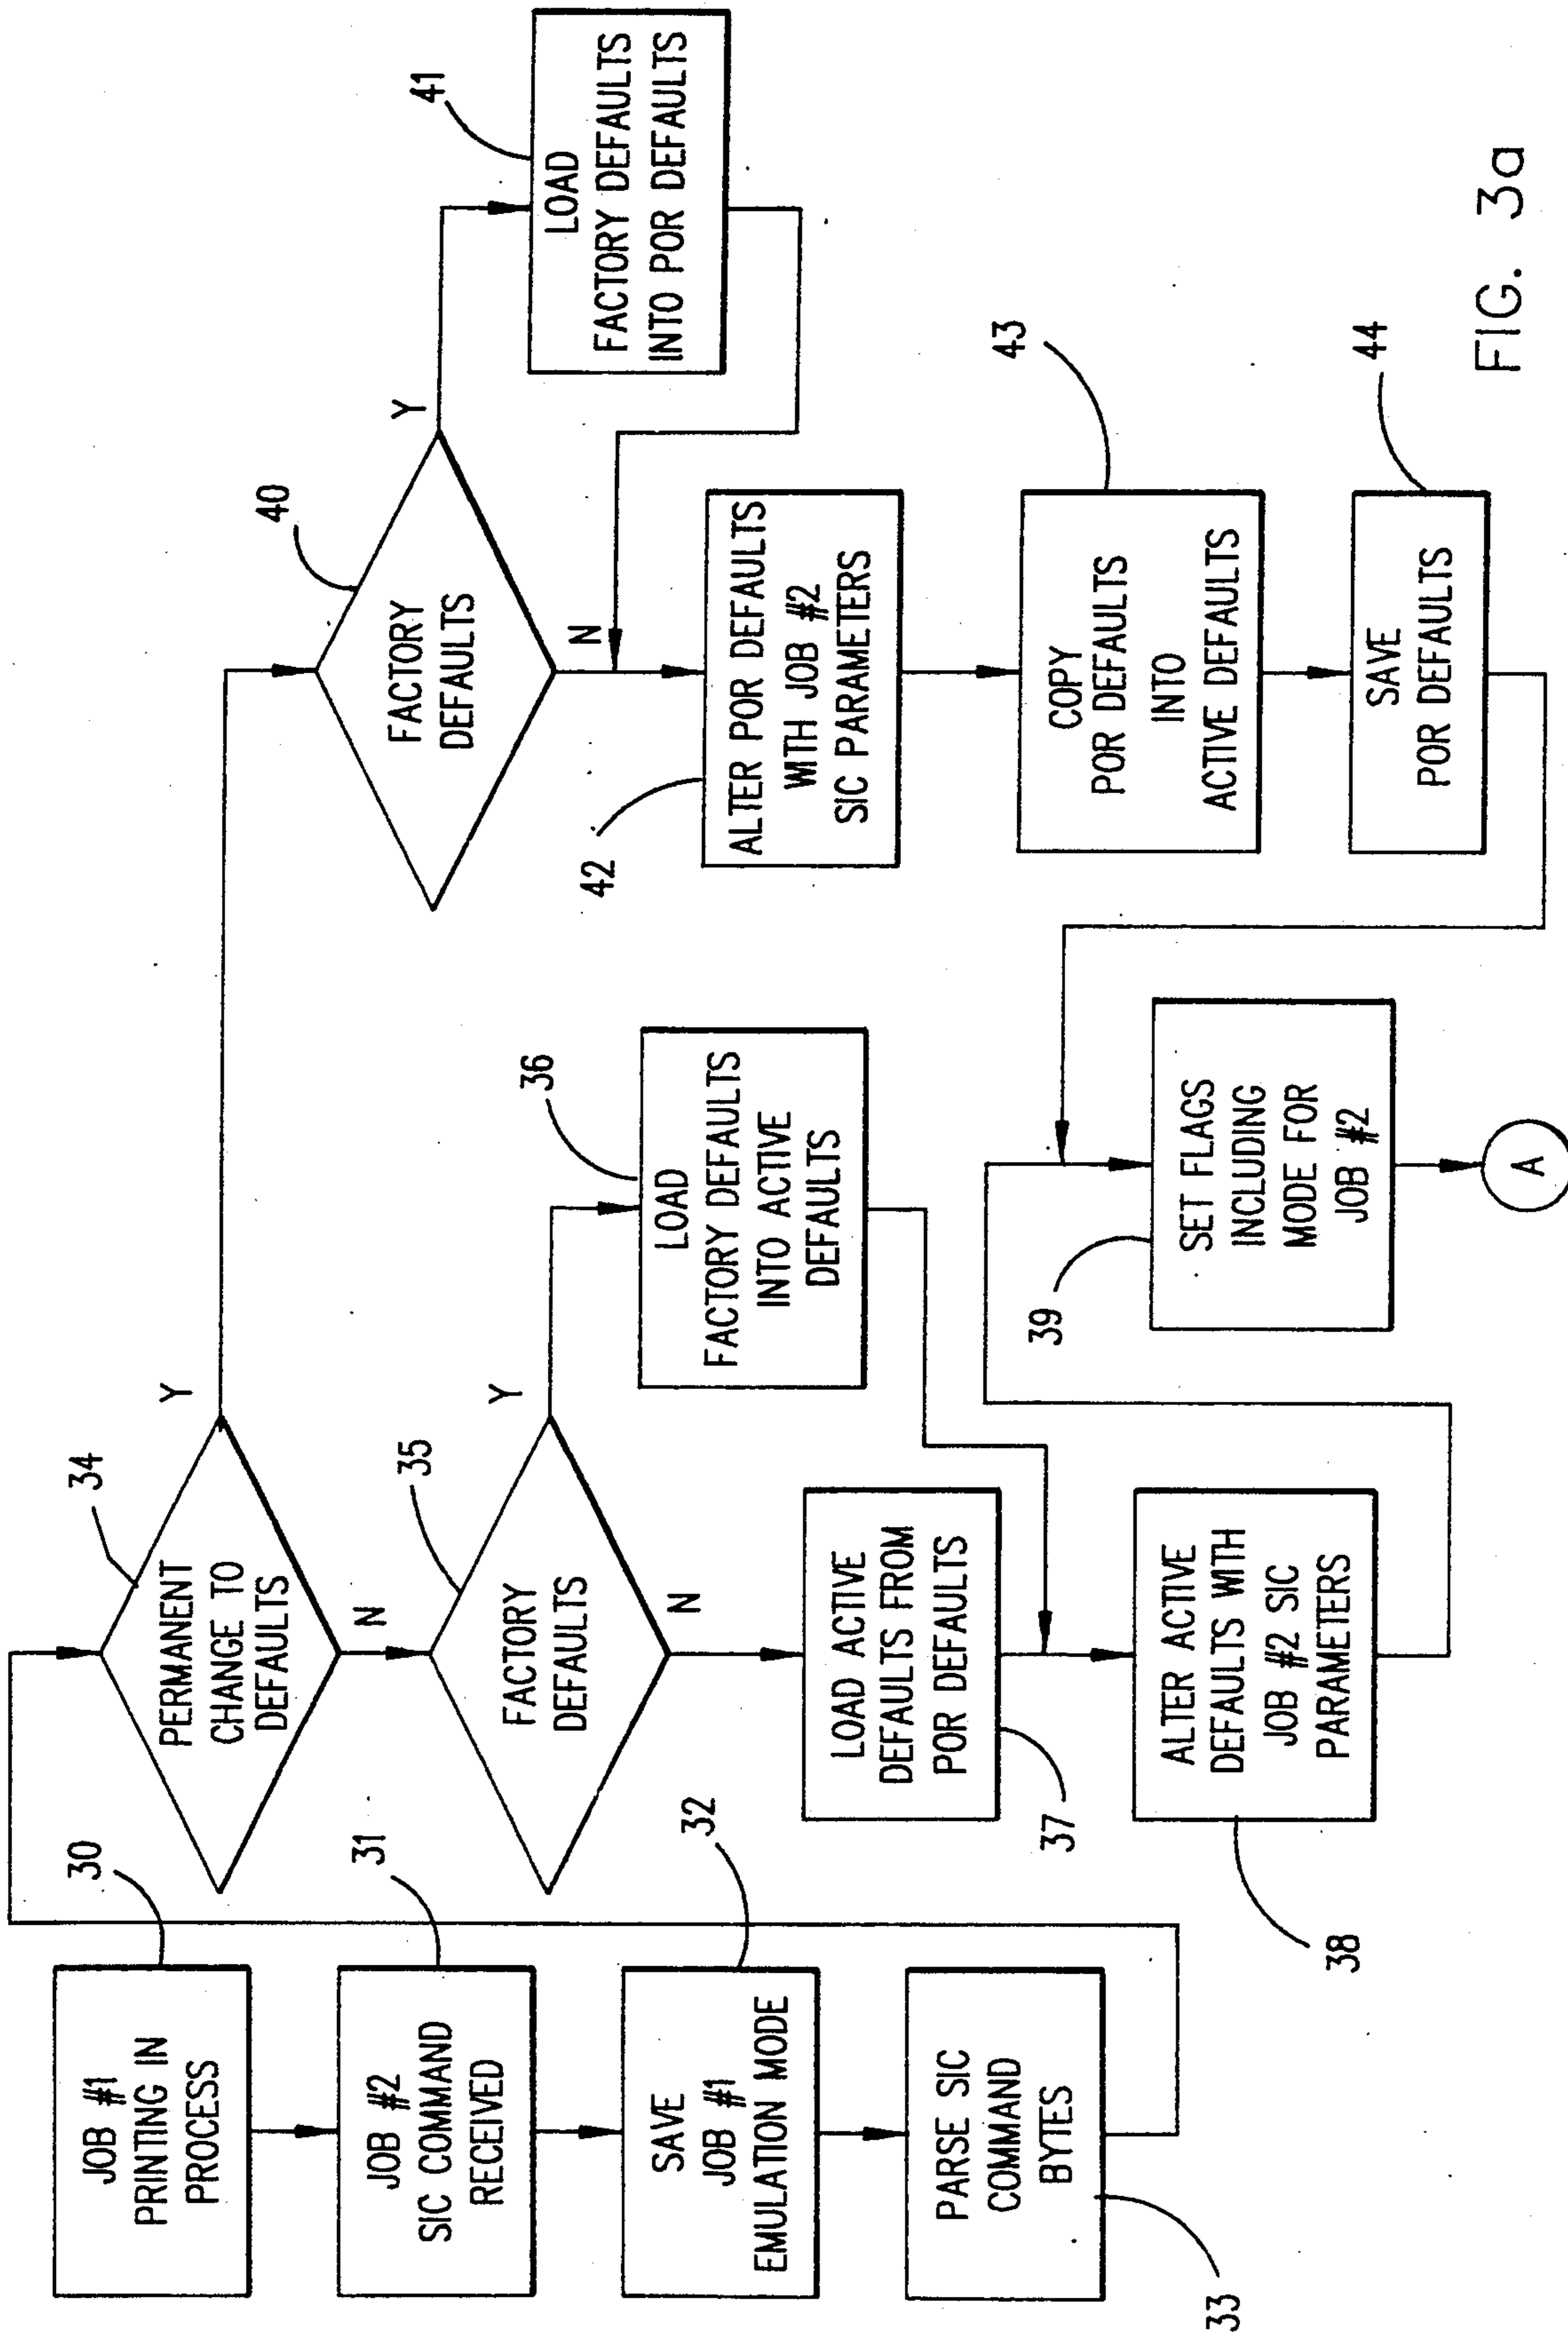 30
JOB #1
PRINTING IN
PROCESS
31
JOB #2
SIC COMMAND
RECEIVED
32
SAVE
JOB #1
EMULATION MODE
33
PARSE SIC
COMMAND
BYTES
34
PERMANENT
CHANGE TO
DEFAULTS
Y
N
35
FACTORY
DEFAULTS
Y
N
36
LOAD
FACTORY DEFAULTS
INTO ACTIVE
DEFAULTS
37
LOAD ACTIVE
DEFAULTS FROM
POR DEFAULTS
38
ALTER ACTIVE
DEFAULTS WITH
JOB #2 SIC
PARAMETERS
39
SET FLAGS
INCLUDING
MODE FOR
JOB #2
A
40
FACTORY
DEFAULTS
Y
N
41
LOAD
FACTORY DEFAULTS
INTO POR DEFAULTS
42
ALTER POR DEFAULTS
WITH JOB #2
SIC PARAMETERS
43
COPY
POR DEFAULTS
INTO
ACTIVE DEFAULTS
44
SAVE
POR DEFAULTS
FIG. 3a